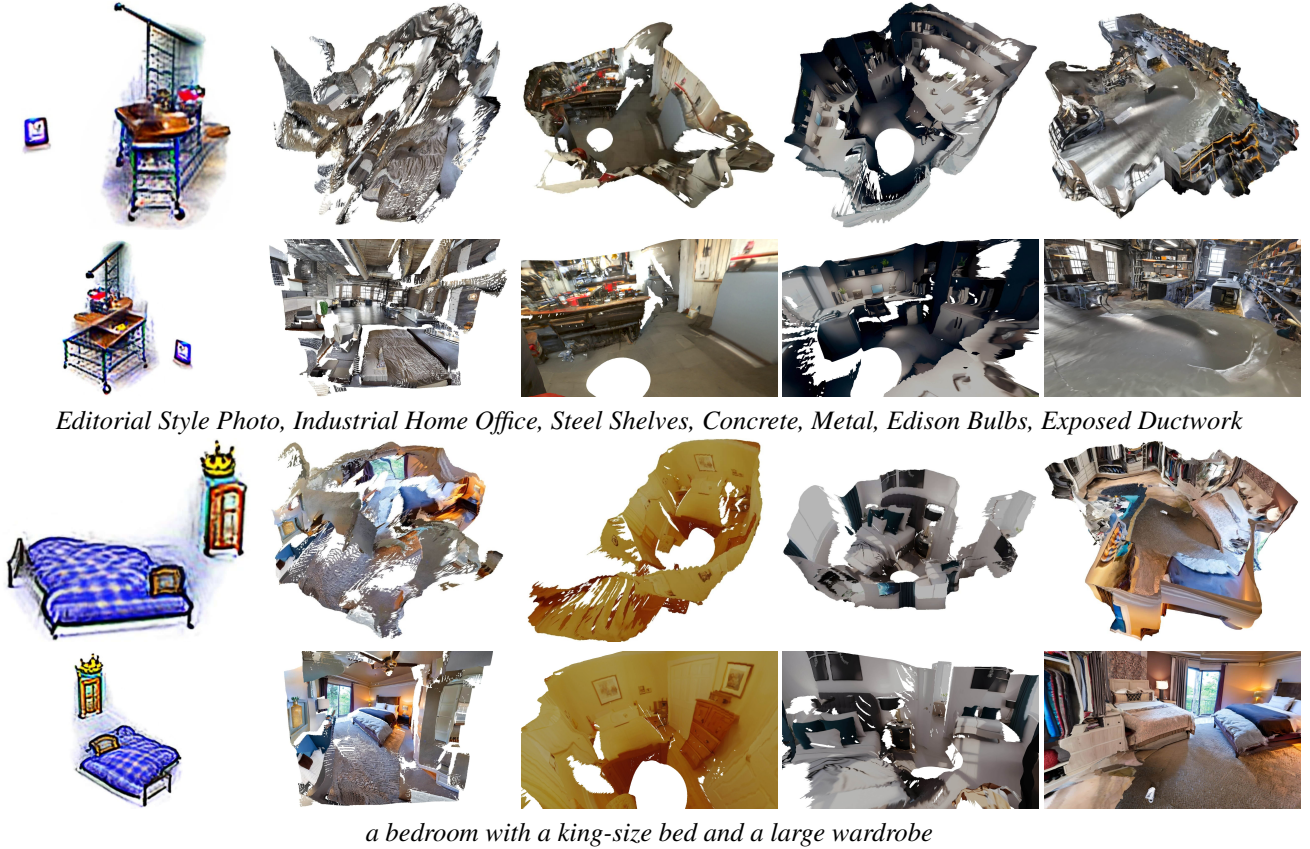 Editorial Style Photo, Industrial Home Office, Steel Shelves, Concrete, Metal, Edison Bulbs, Exposed Ductwork
a bedroom with a king-size bed and a large wardrobe